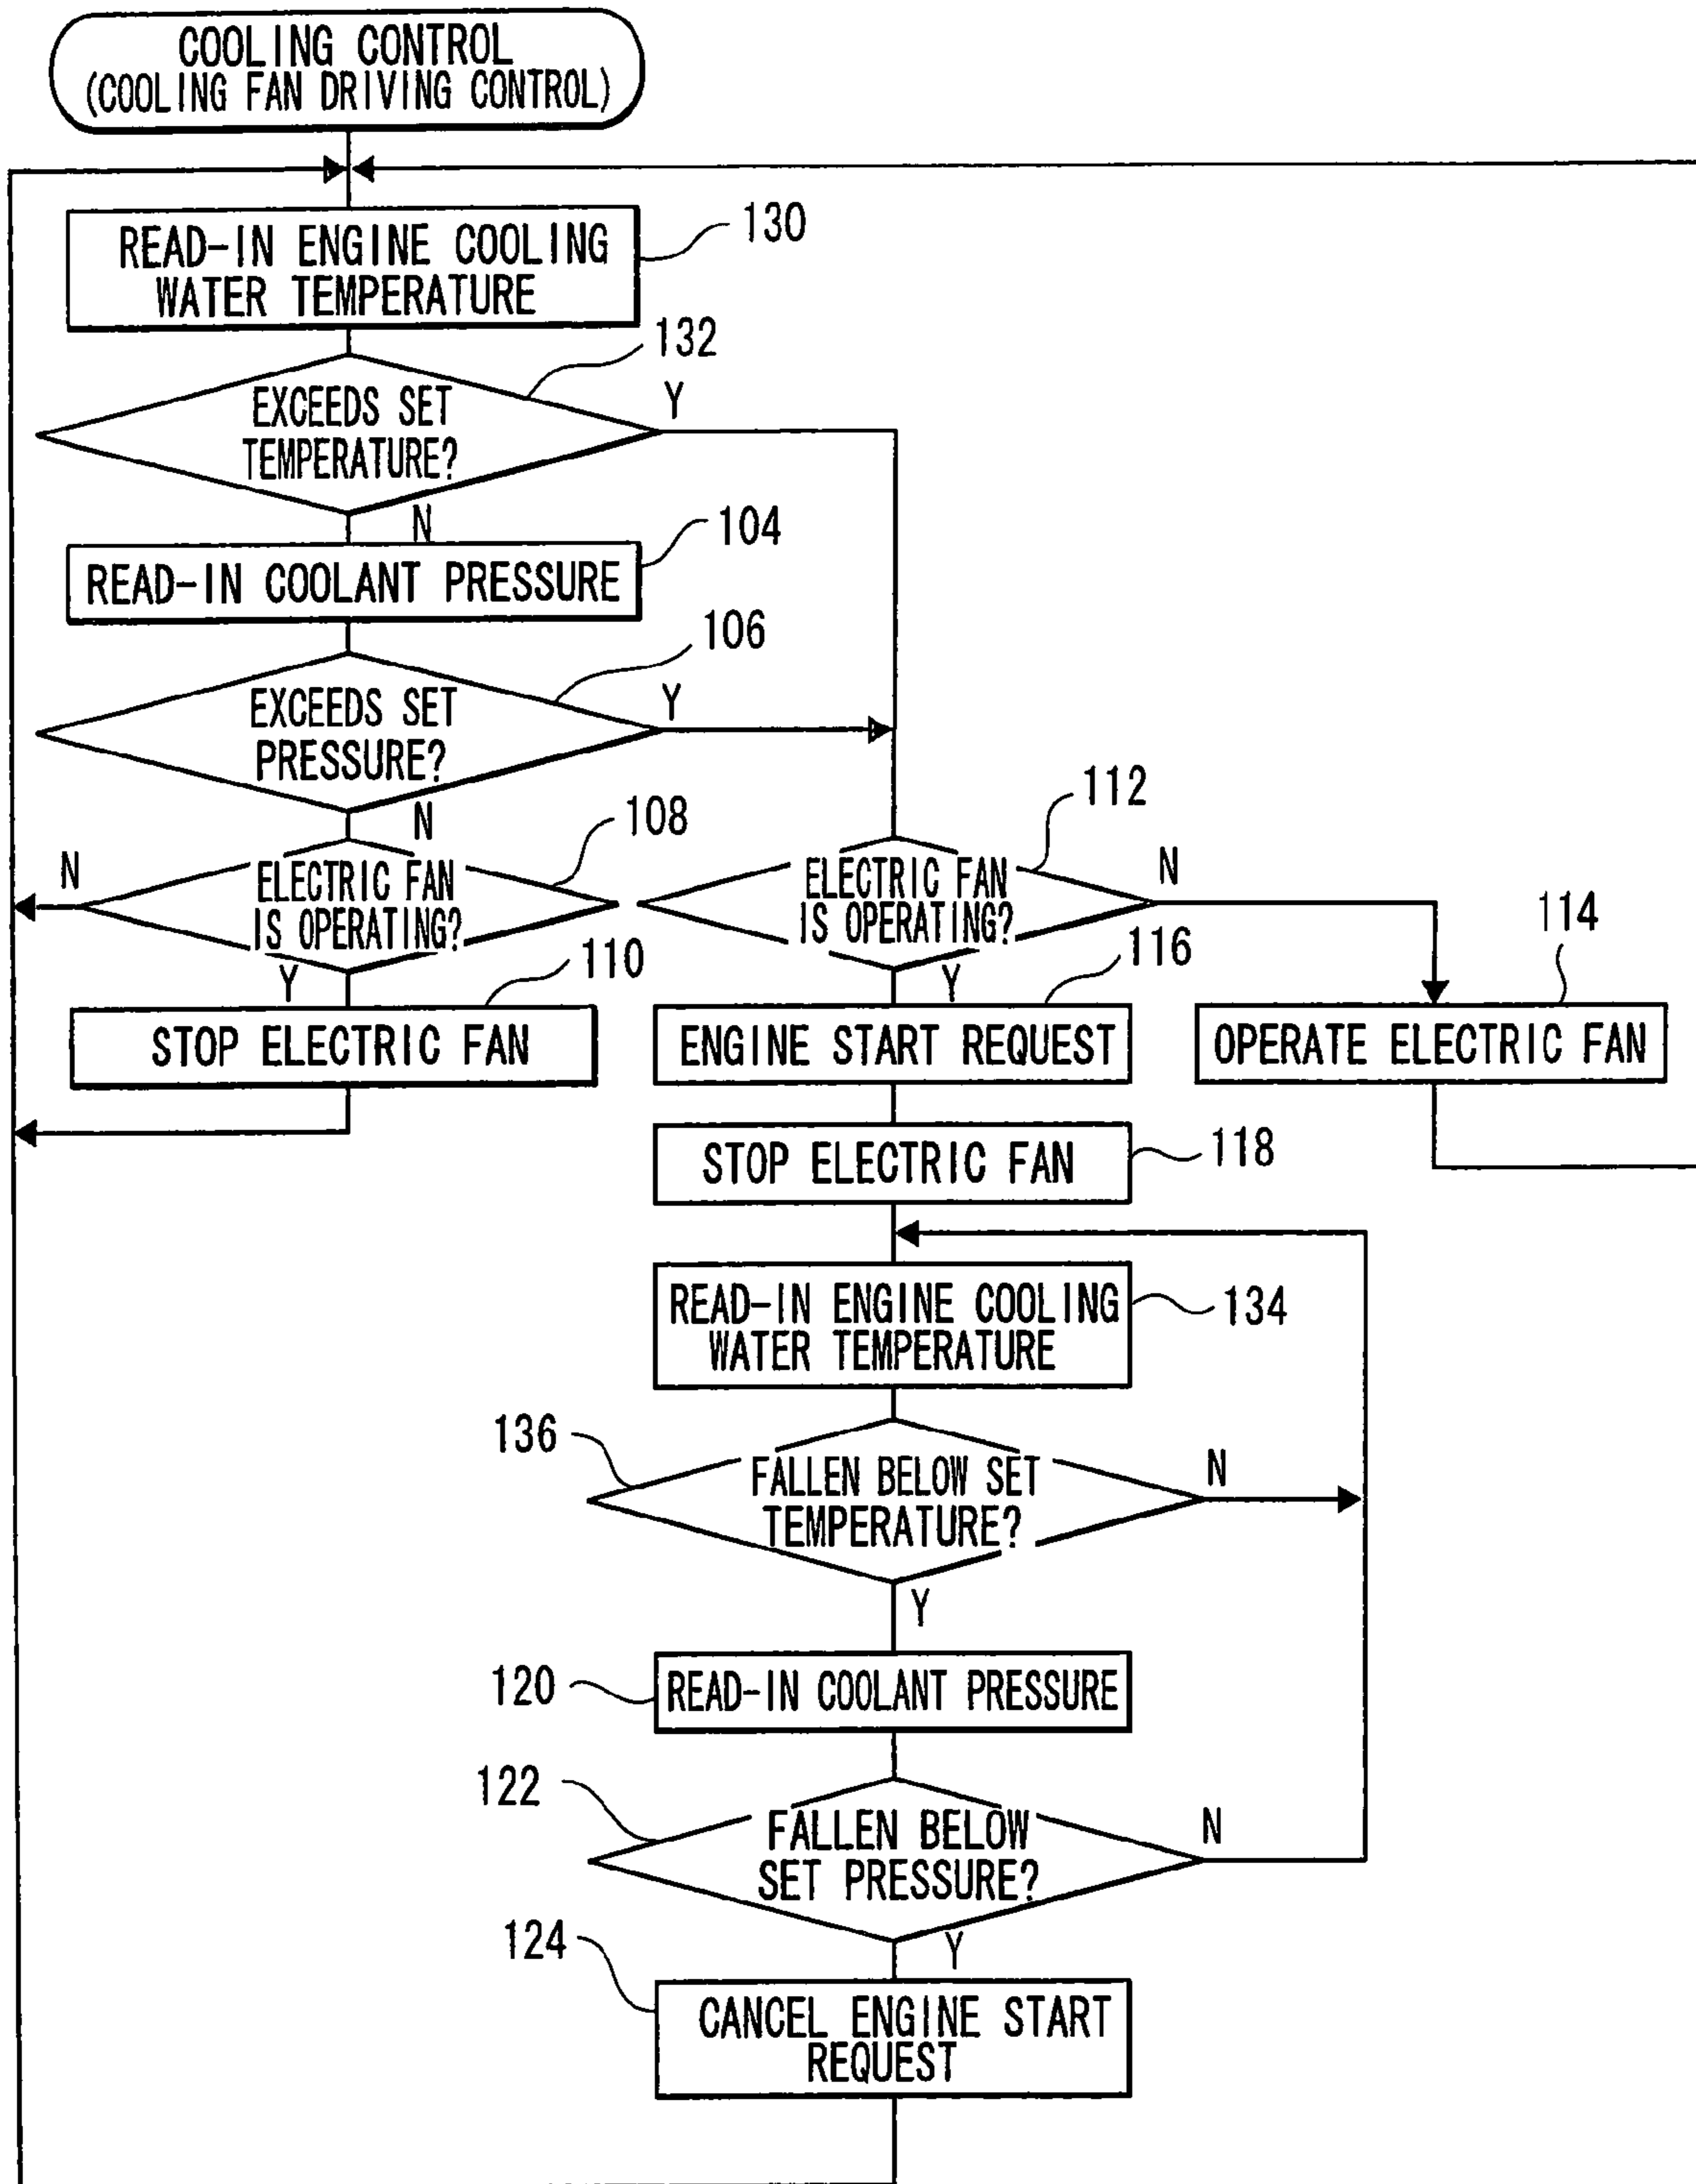 COOLING CONTROL
(COOLING FAN DRIVING CONTROL)
READ-IN ENGINE COOLING
WATER TEMPERATURE
130
EXCEEDS SET
TEMPERATURE?
132
Y
N
READ-IN COOLANT PRESSURE
104
EXCEEDS SET
PRESSURE?
106
Y
N
ELECTRIC FAN
IS OPERATING?
108
N
Y
STOP ELECTRIC FAN
110
ELECTRIC FAN
IS OPERATING?
112
N
Y
OPERATE ELECTRIC FAN
114
ENGINE START REQUEST
116
STOP ELECTRIC FAN
118
READ-IN ENGINE COOLING
WATER TEMPERATURE
134
FALLEN BELOW SET
TEMPERATURE?
136
N
Y
READ-IN COOLANT PRESSURE
120
FALLEN BELOW
SET PRESSURE?
122
N
Y
CANCEL ENGINE START
REQUEST
124